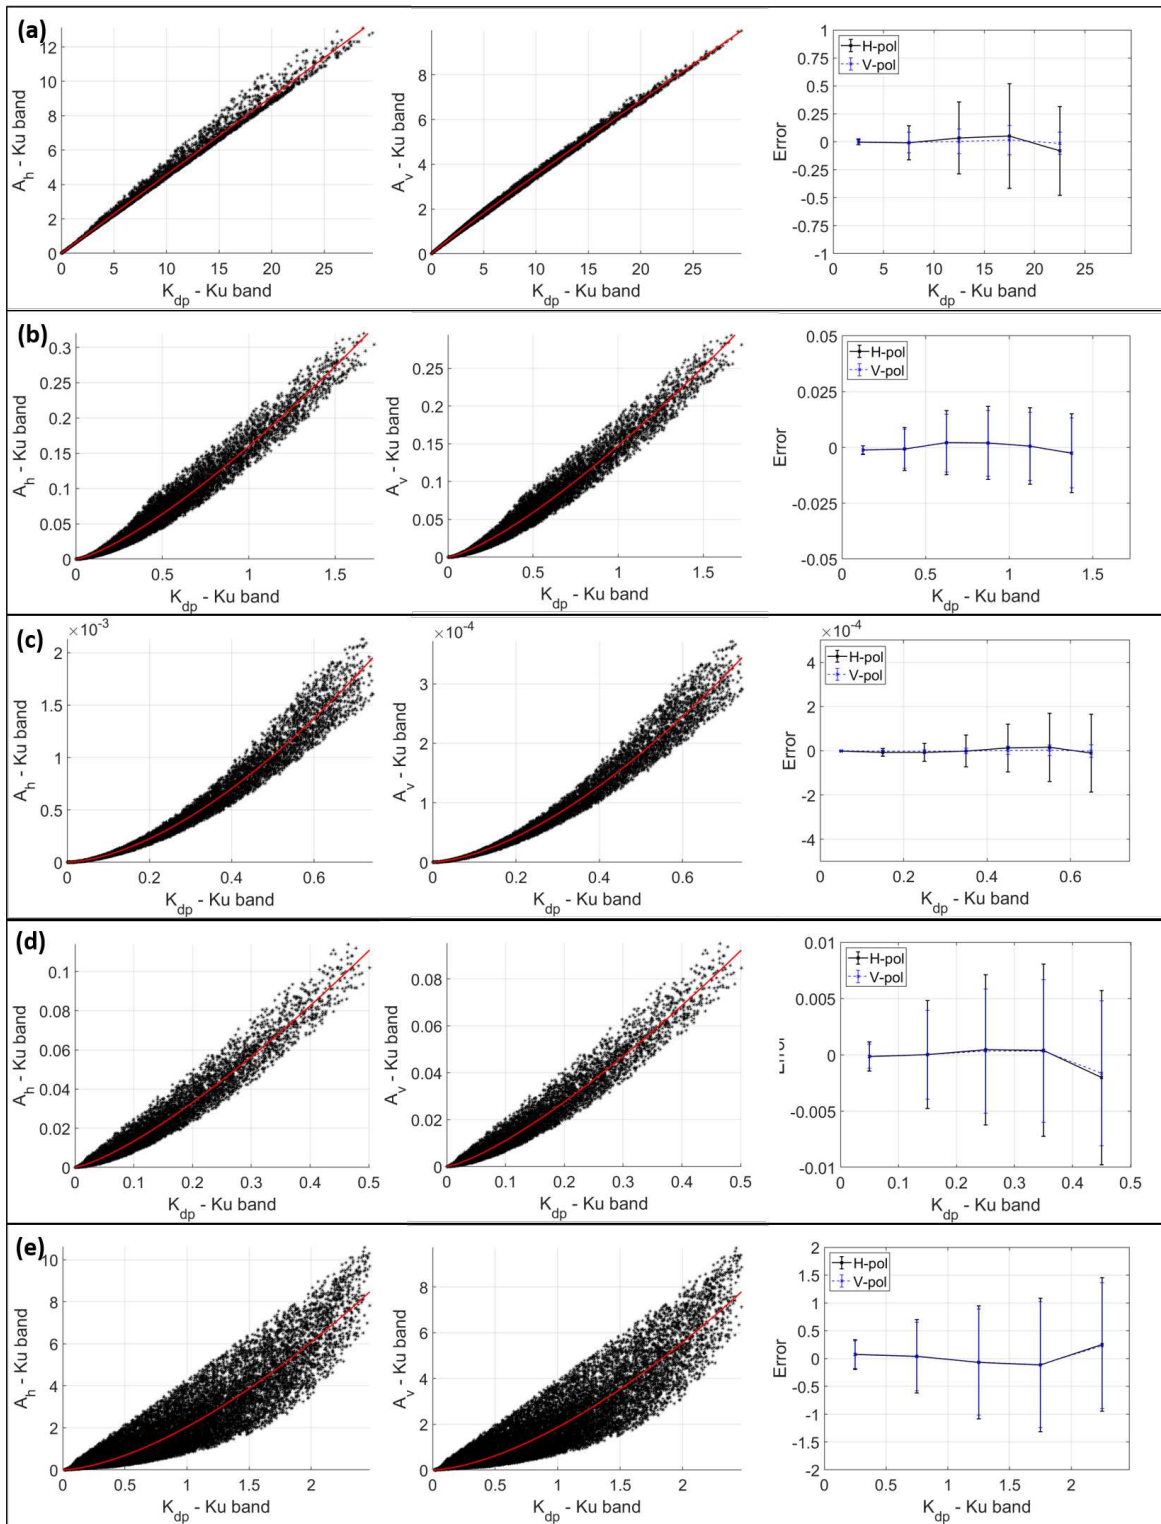 (a)
12
10
8
6
4
2
0
A_h - Ku band
0 5 10 15 20 25
K_dp - Ku band
8
6
4
2
0
A_v - Ku band
0 5 10 15 20 25
K_dp - Ku band
1
0.75
0.5
0.25
0
-0.25
-0.5
-0.75
-1
Error
H-pol
V-pol
0 5 10 15 20 25
K_dp - Ku band
(b)
0.3
0.25
0.2
0.15
0.1
0.05
0
A_h - Ku band
0.5 1 1.5
K_dp - Ku band
0.25
0.2
0.15
0.1
0.05
0
A_v - Ku band
0 0.5 1 1.5
K_dp - Ku band
0.05
0.025
0
-0.025
-0.05
Error
H-pol
V-pol
0 0.5 1 1.5
K_dp - Ku band
(c)
×10⁻³
2
1.5
1
0.5
0
A_h - Ku band
0 0.2 0.4 0.6
K_dp - Ku band
×10⁻⁴
3
2
1
0
A_v - Ku band
0 0.2 0.4 0.6
K_dp - Ku band
×10⁻⁴
4
2
0
-2
-4
Error
H-pol
V-pol
0 0.2 0.4 0.6
K_dp - Ku band
(d)
0.1
0.08
0.06
0.04
0.02
0
A_h - Ku band
0.1 0.2 0.3 0.4 0.5
K_dp - Ku band
0.08
0.06
0.04
0.02
0
A_v - Ku band
0 0.1 0.2 0.3 0.4 0.5
K_dp - Ku band
0.01
0.005
0
-0.005
-0.01
Error
H-pol
V-pol
0 0.1 0.2 0.3 0.4 0.5
K_dp - Ku band
(e)
10
8
6
4
2
0
A_h - Ku band
0 0.5 1 1.5 2
K_dp - Ku band
8
6
4
2
0
A_v - Ku band
0 0.5 1 1.5 2
K_dp - Ku band
2
1.5
1
0.5
0
-0.5
-1
-1.5
-2
Error
H-pol
V-pol
0 0.5 1 1.5 2
K_dp - Ku band